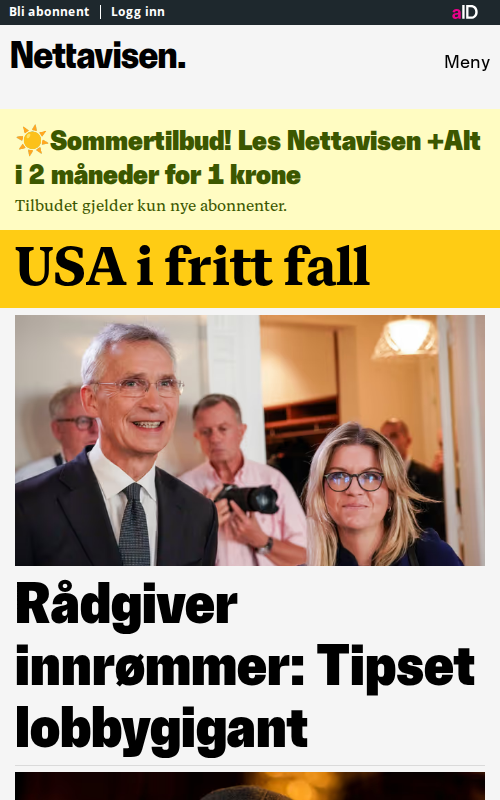 Bli abonnent
Logg inn
aID
Nettavisen.
Meny
☀️Sommertilbud! Les Nettavisen +Alt
i 2 måneder for 1 krone
Tilbudet gjelder kun nye abonnenter.
USA i fritt fall
Rådgiver
innrømmer: Tipset
lobbygigant